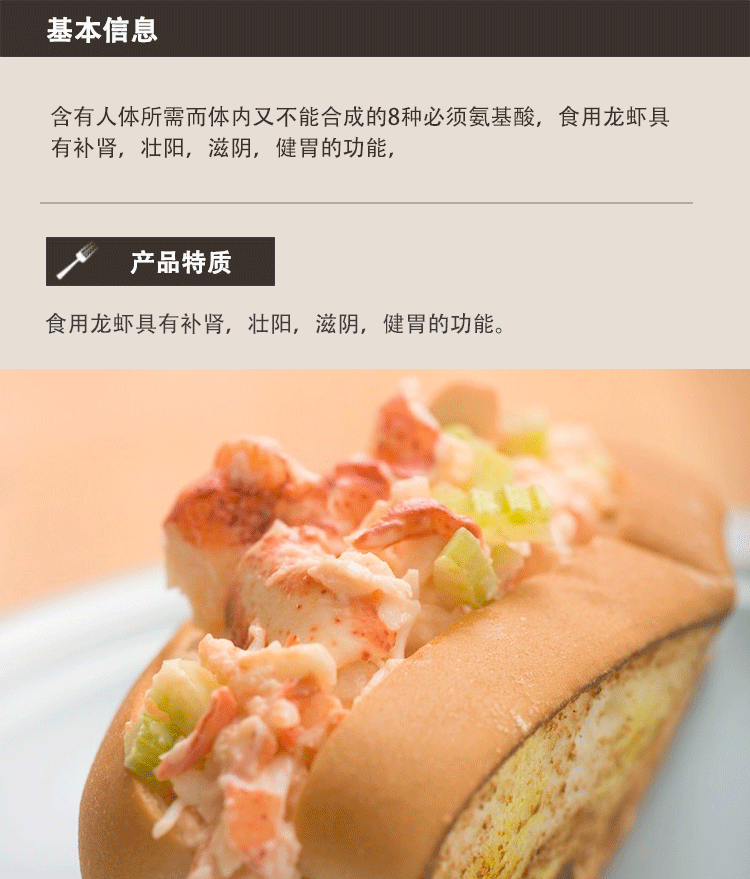 基本信息
含有人体所需而体内又不能合成的8种必须氨基酸，食用龙虾具
有补肾，壮阳，滋阴，健胃的功能，
产品特质
食用龙虾具有补肾，壮阳，滋阴，健胃的功能。